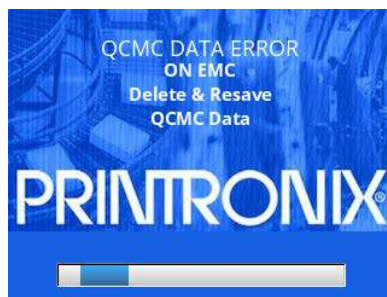 QCMC DATA ERROR
ON EMC
Delete & Resave
QCMC Data
PRINTRONIX®